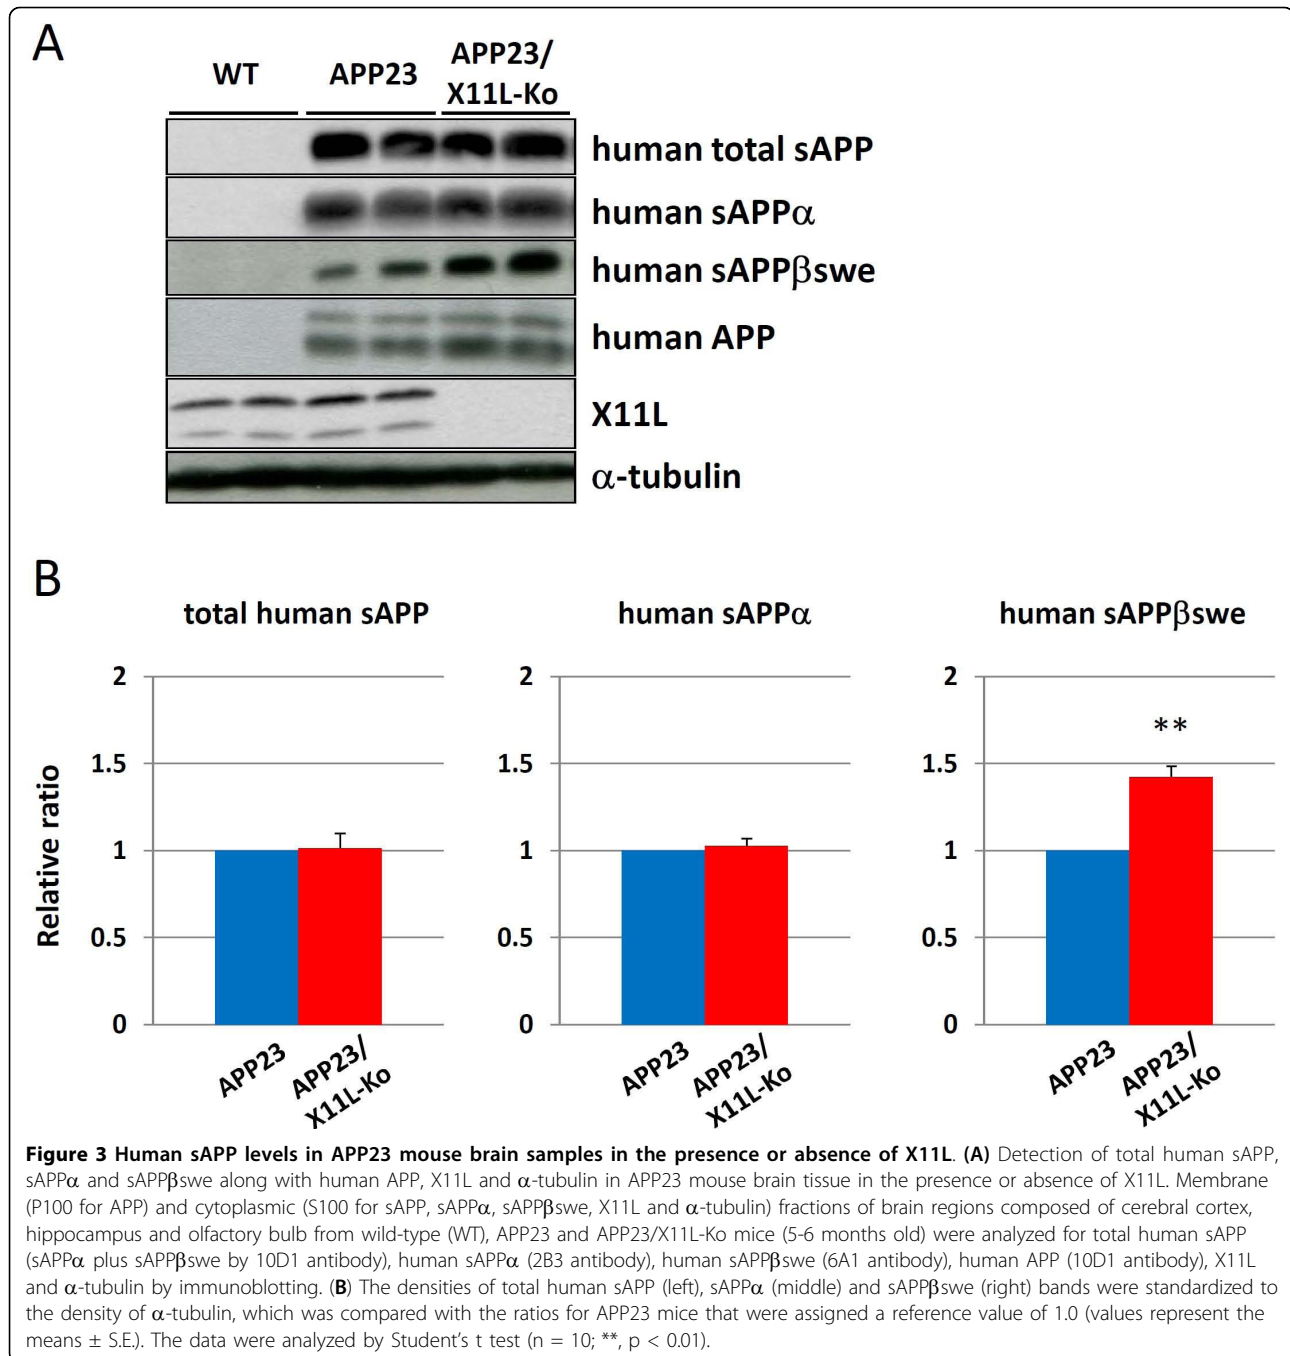 A
WT APP23 APP23/
X11L-Ko
human total sAPP
human sAPPα
human sAPPβswe
human APP
X11L
α-tubulin
B
total human sAPP
human sAPPα
human sAPPβswe
Relative ratio
2
1.5
1
0.5
0
APP23
APP23/
X11L-Ko
2
1.5
1
0.5
0
APP23
APP23/
X11L-Ko
2
1.5
1
0.5
0
**
APP23
APP23/
X11L-Ko
Figure 3 Human sAPP levels in APP23 mouse brain samples in the presence or absence of X11L. (A) Detection of total human sAPP,
sAPPα and sAPPβswe along with human APP, X11L and α-tubulin in APP23 mouse brain tissue in the presence or absence of X11L. Membrane
(P100 for APP) and cytoplasmic (S100 for sAPP, sAPPα, sAPPβswe, X11L and α-tubulin) fractions of brain regions composed of cerebral cortex,
hippocampus and olfactory bulb from wild-type (WT), APP23 and APP23/X11L-Ko mice (5-6 months old) were analyzed for total human sAPP
(sAPPα plus sAPPβswe by 10D1 antibody), human sAPPα (2B3 antibody), human sAPPβswe (6A1 antibody), human APP (10D1 antibody), X11L
and α-tubulin by immunoblotting. (B) The densities of total human sAPP (left), sAPPα (middle) and sAPPβswe (right) bands were standardized to
the density of α-tubulin, which was compared with the ratios for APP23 mice that were assigned a reference value of 1.0 (values represent the
means ± S.E.). The data were analyzed by Student's t test (n = 10; **, p < 0.01).